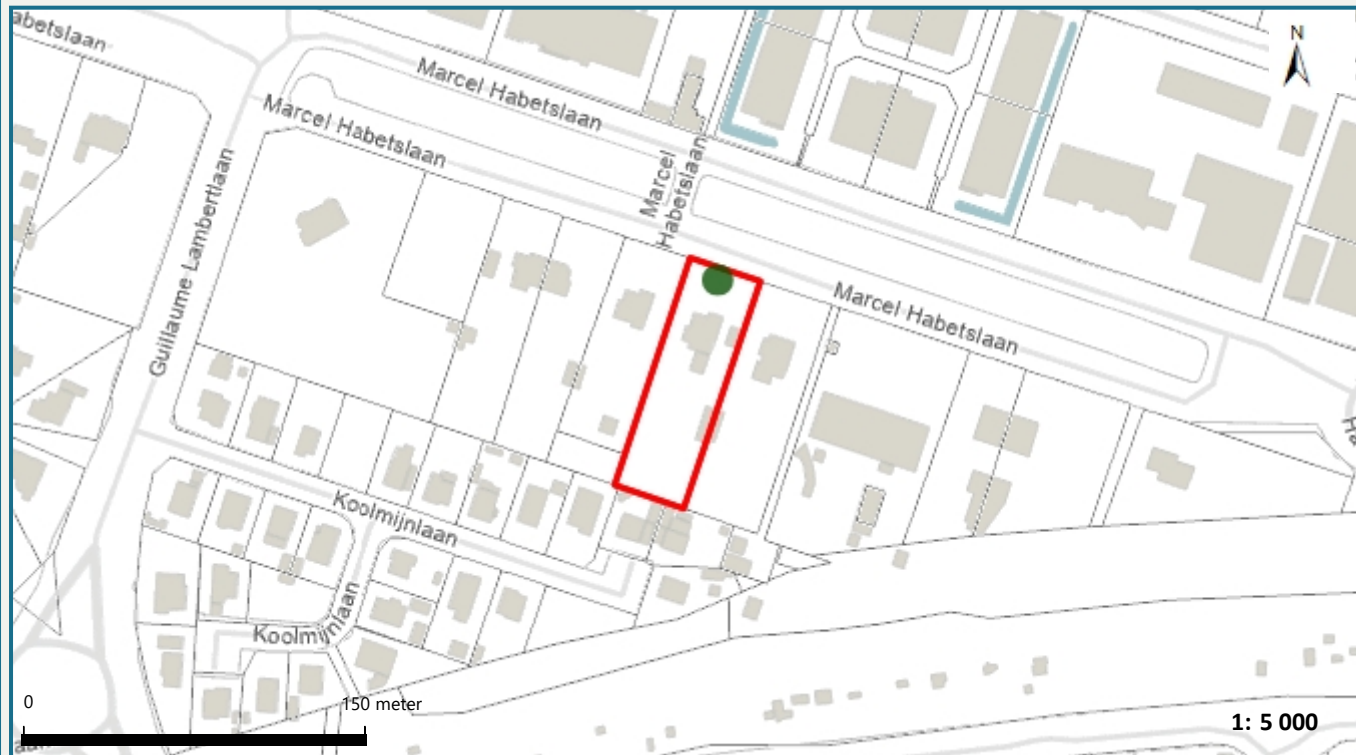 abetslaan
N
Marcel Habetslaan
Marcel Habetslaan
Marcel
Habetslaan
Guillaume Lambertlaan
Marcel Habetslaan
Koolmijnlaan
Koolmijnlaan
0
150 meter
1: 5 000